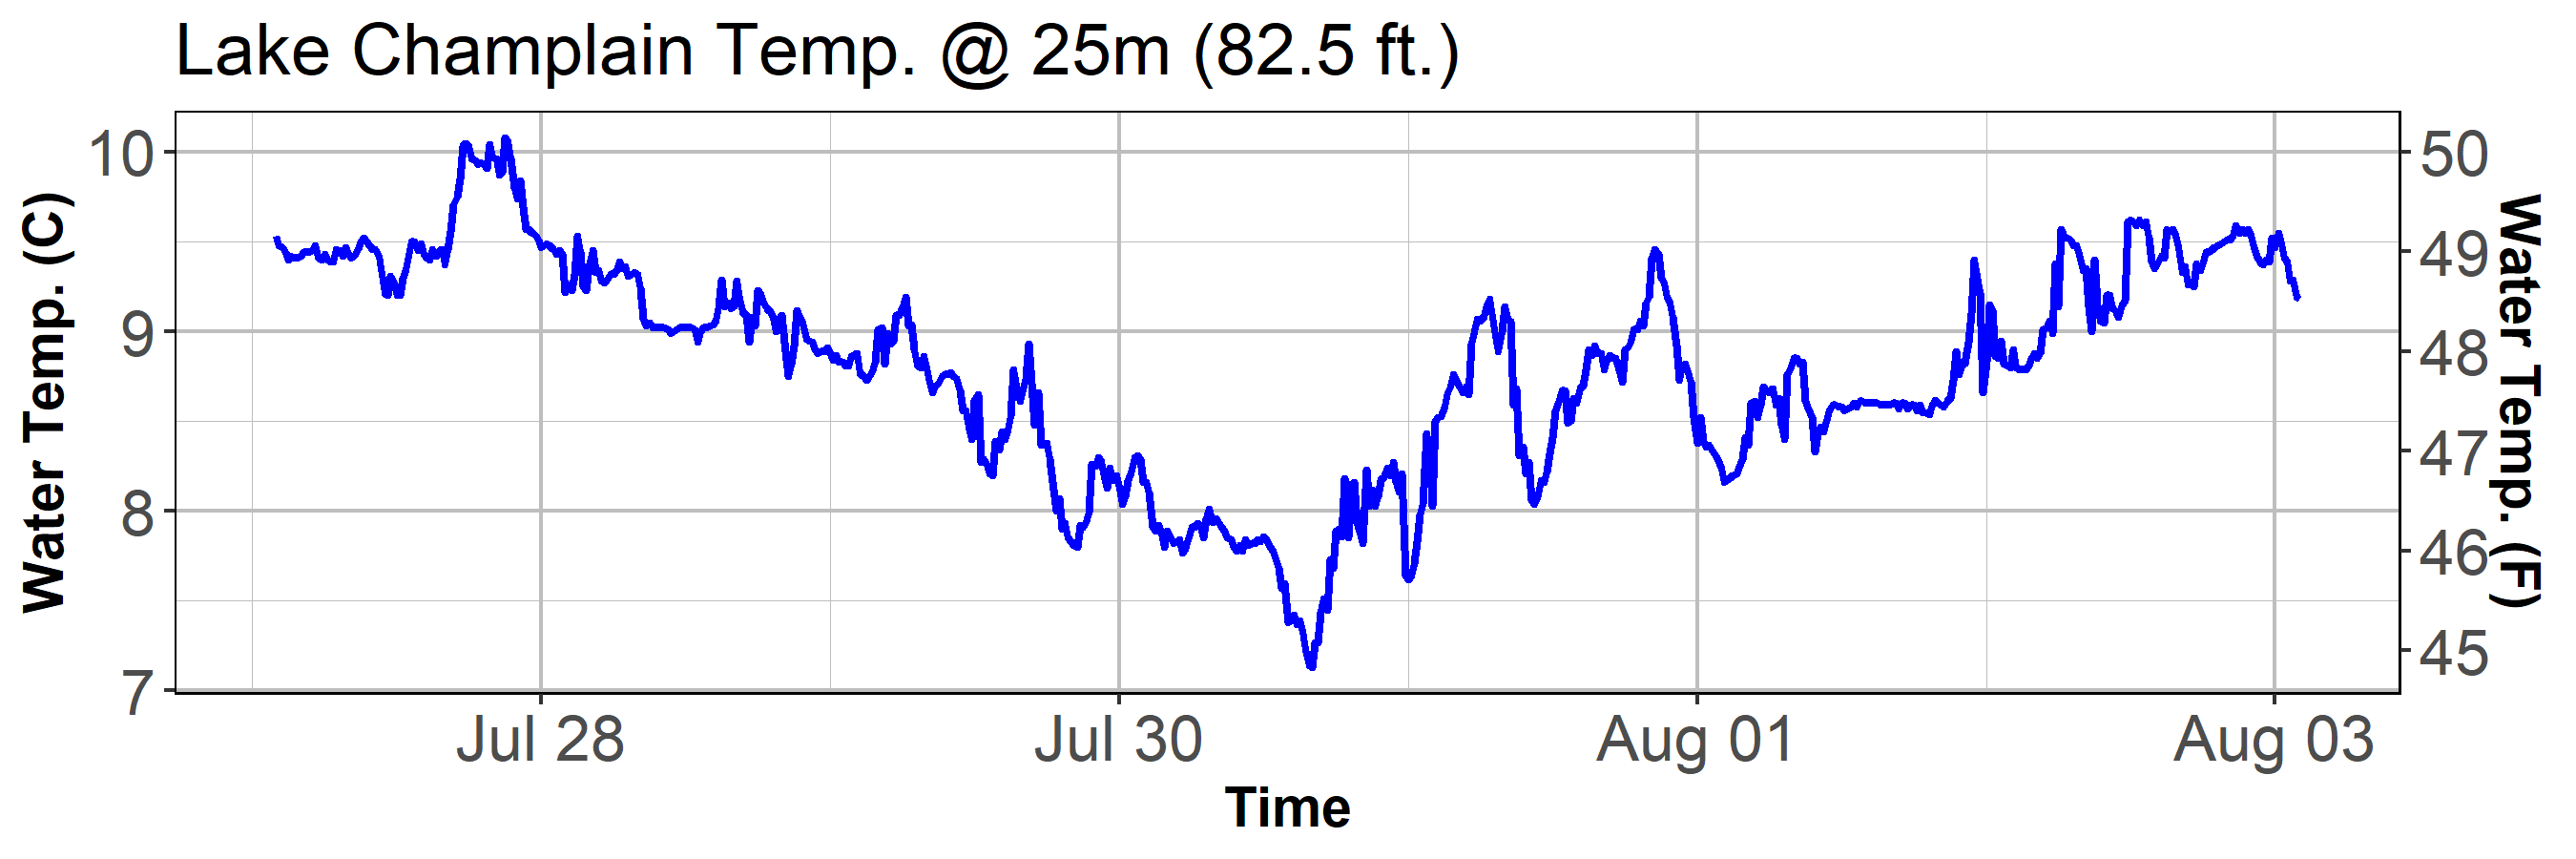 Lake Champlain Temp. @ 25m (82.5 ft.)
Water Temp. (C)
10
9
8
7
50
49
48
47
46
45
Water Temp. (F)
Jul 28
Jul 30
Aug 01
Aug 03
Time